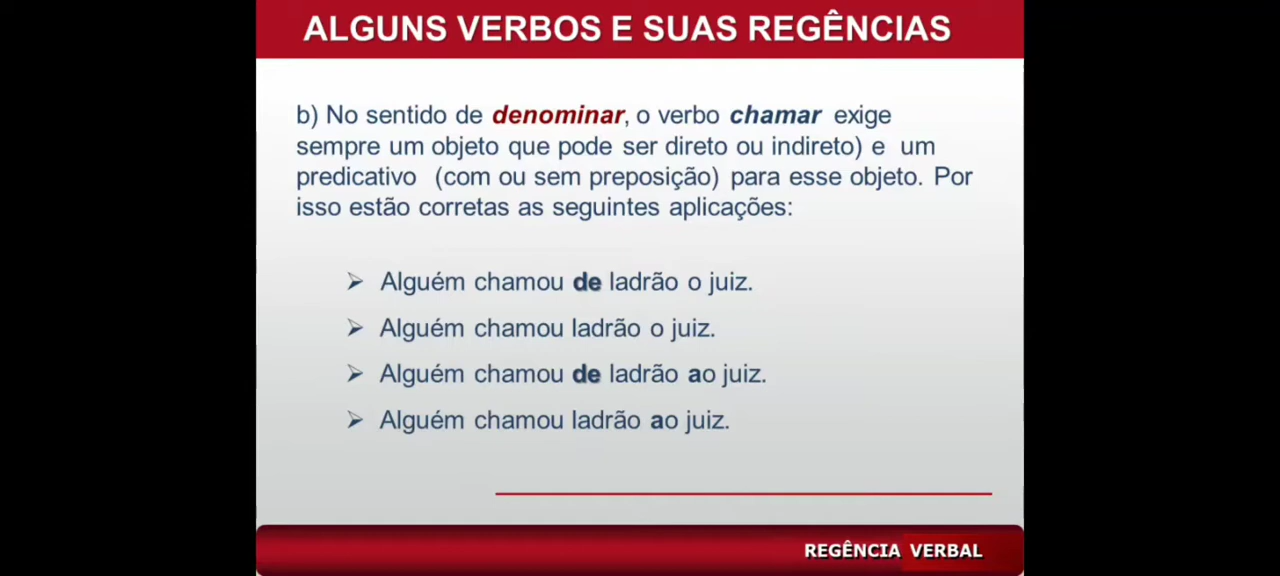 ALGUNS VERBOS E SUAS REGÊNCIAS
b) No sentido de denominar, o verbo chamar exige
sempre um objeto que pode ser direto ou indireto) e um
predicativo (com ou sem preposição) para esse objeto. Por
isso estão corretas as seguintes aplicações:
➢ Alguém chamou de ladrão o juiz.
➢ Alguém chamou ladrão o juiz.
➢ Alguém chamou de ladrão ao juiz.
➢ Alguém chamou ladrão ao juiz.
REGÊNCIA VERBAL